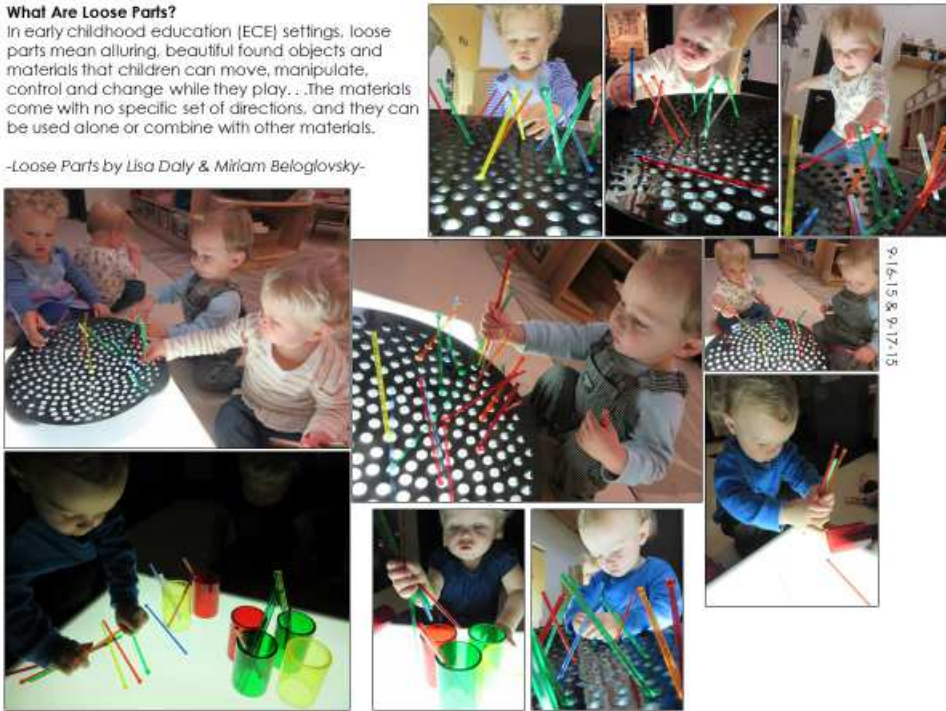 What Are Loose Parts?
In early childhood education (ECE) settings, loose
parts mean alluring, beautiful found objects and
materials that children can move, manipulate,
control and change while they play. . .The materials
come with no specific set of directions, and they can
be used alone or combine with other materials.
-Loose Parts by Lisa Daly & Miriam Beloglovsky-
9-16-15 & 9-17-15